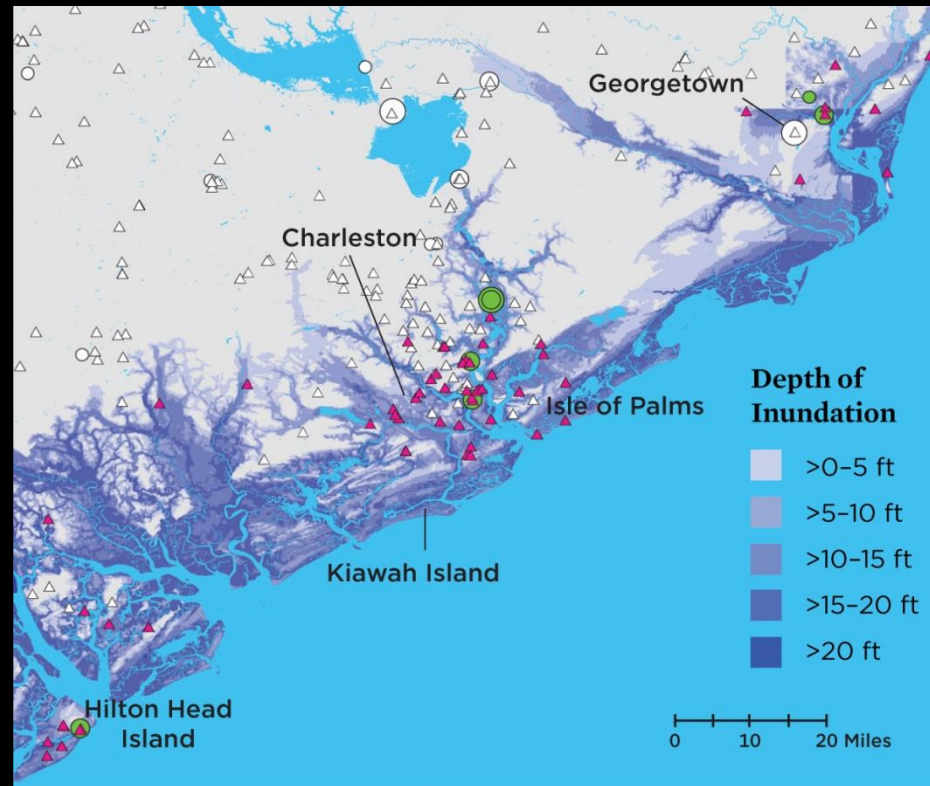 Georgetown
Charleston
Isle of Palms
Kiawah Island
Hilton Head
Island
Depth of
Inundation
>0–5 ft
>5–10 ft
>10–15 ft
>15–20 ft
>20 ft
0 10 20 Miles